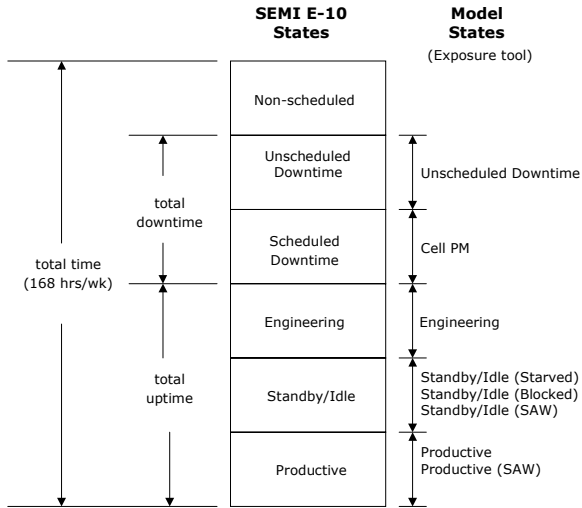 SEMI E-10
States
Model
States
(Exposure tool)
Non-scheduled
Unscheduled
Downtime
Unscheduled Downtime
total
downtime
Scheduled
Downtime
Cell PM
total time
(168 hrs/wk)
Engineering
Engineering
total
uptime
Standby/Idle
Standby/Idle (Starved)
Standby/Idle (Blocked)
Standby/Idle (SAW)
Productive
Productive
Productive (SAW)